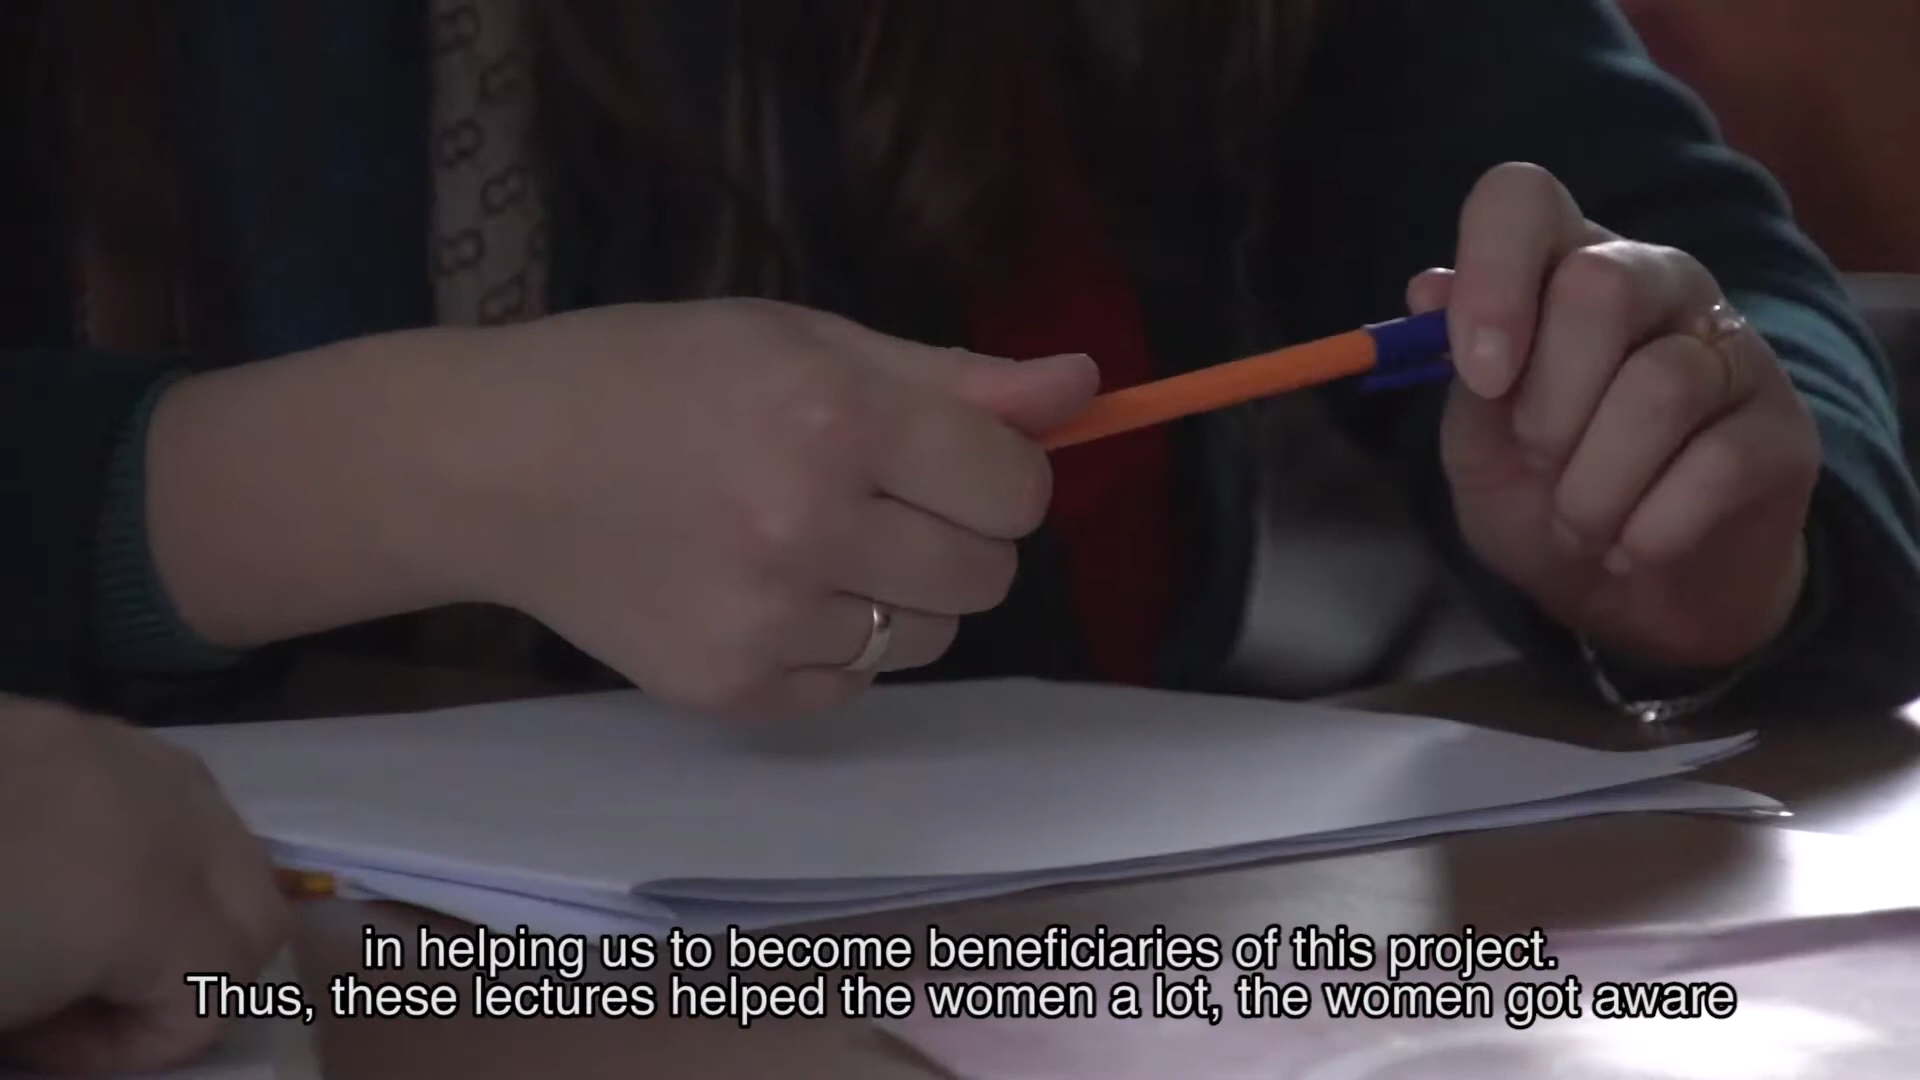 in helping us to become beneficiaries of this project.
Thus, these lectures helped the women a lot, the women got aware